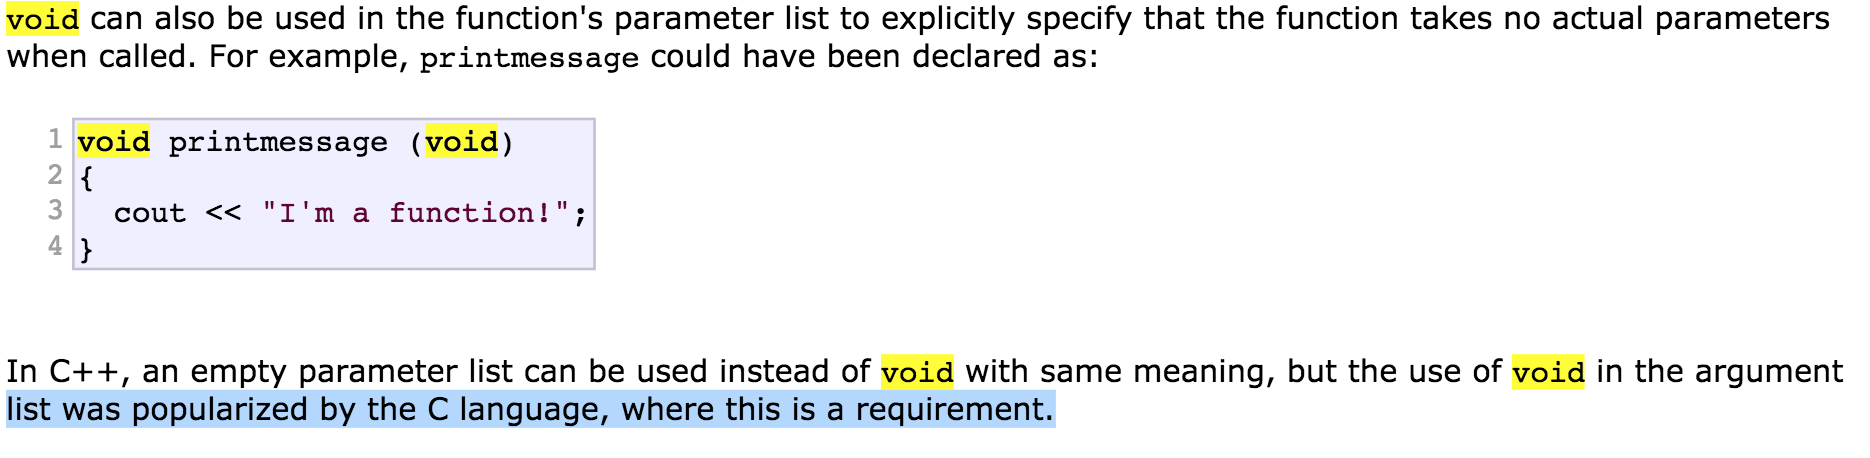 void can also be used in the function's parameter list to explicitly specify that the function takes no actual parameters
when called. For example, printmessage could have been declared as:
1 void printmessage (void)
2 {
3   cout << "I'm a function!";
4 }
In C++, an empty parameter list can be used instead of void with same meaning, but the use of void in the argument
list was popularized by the C language, where this is a requirement.